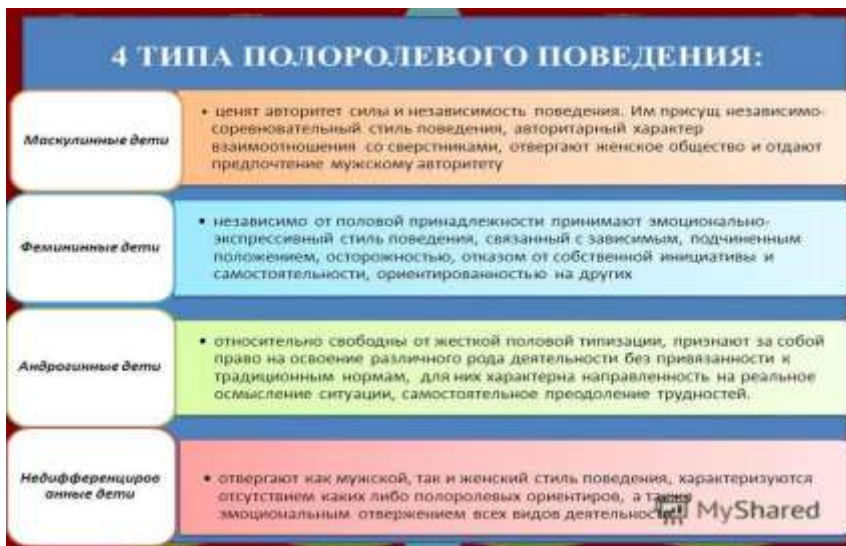 4 ТИПА ПОЛОРОЛЕВОГО ПОВЕДЕНИЯ:
Маскулинные дети
• ценят авторитет силы и независимость поведения. Им присущ независимо-
соревновательный стиль поведения, авторитарный характер
взаимоотношения со сверстниками, отвергают женское общество и отдают
предпочтение мужскому авторитету
Фемининные дети
• независимо от половой принадлежности принимают эмоционально-
экспрессивный стиль поведения, связанный с зависимым, подчиненным
положением, осторожностью, отказом от собственной инициативы и
самостоятельности, ориентированностью на других
Андрогинные дети
• относительно свободны от жесткой половой типизации, признают за собой
право на освоение различного рода деятельности без привязанности к
традиционным нормам, для них характерна направленность на реальное
осмысление ситуации, самостоятельное преодоление трудностей.
Недифференциров
анные дети
• отвергают как мужской, так и женский стиль поведения, характеризуются
отсутствием каких либо полоролевых ориентиров, а также
эмоциональным отвержением всех видов деятельности
MyShared